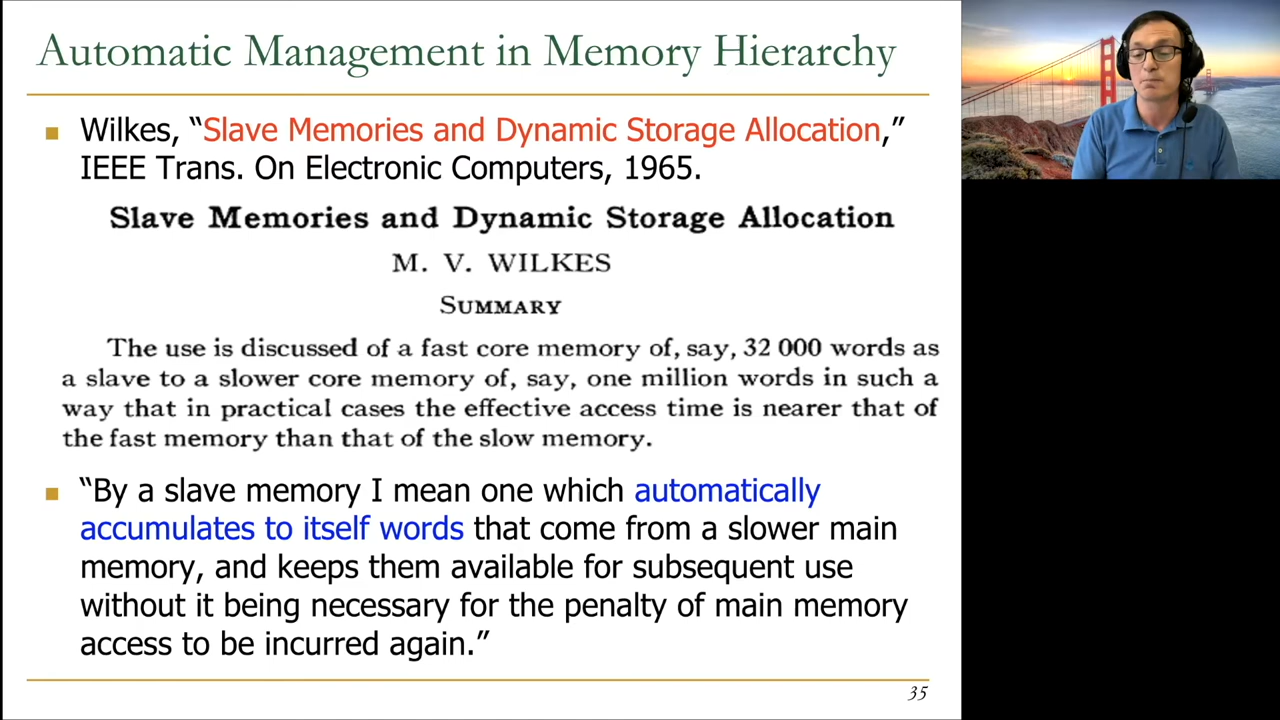 Automatic Management in Memory Hierarchy
Wilkes, “Slave Memories and Dynamic Storage Allocation,”
IEEE Trans. On Electronic Computers, 1965.
Slave Memories and Dynamic Storage Allocation
M. V. WILKES
SUMMARY
The use is discussed of a fast core memory of, say, 32 000 words as
a slave to a slower core memory of, say, one million words in such a
way that in practical cases the effective access time is nearer that of
the fast memory than that of the slow memory.
“By a slave memory I mean one which automatically
accumulates to itself words that come from a slower main
memory, and keeps them available for subsequent use
without it being necessary for the penalty of main memory
access to be incurred again.”
35